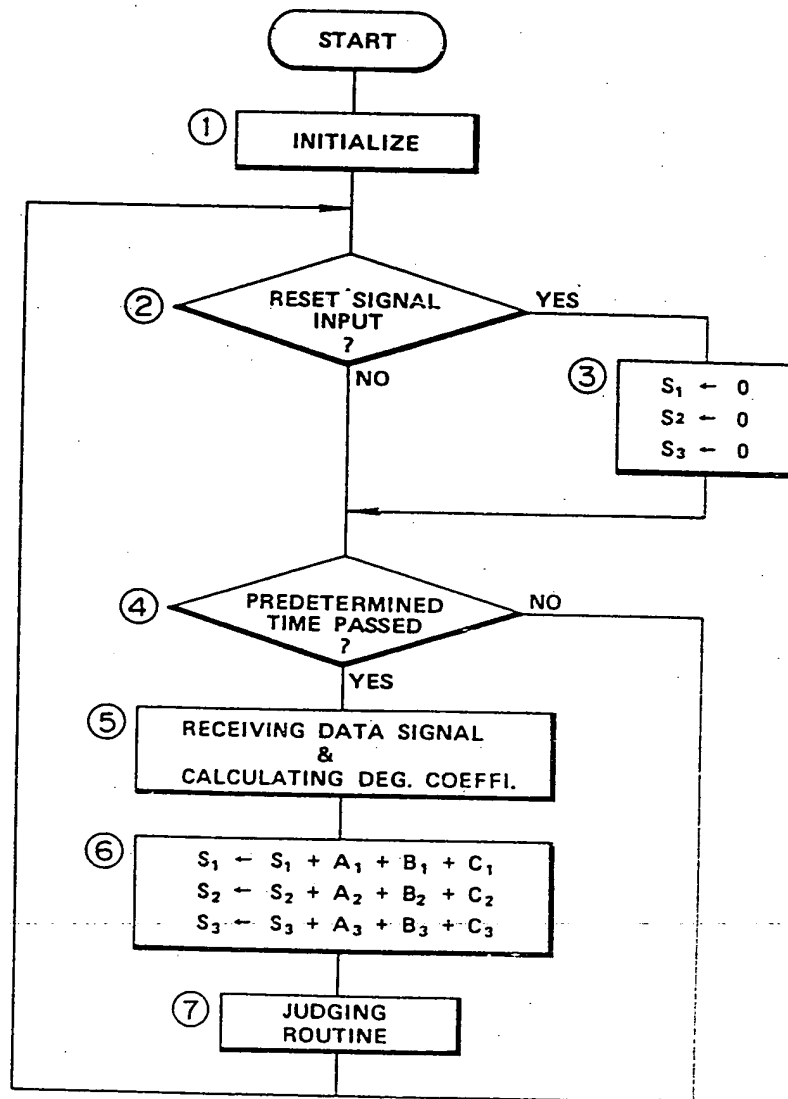 START
①
INITIALIZE
②
RESET SIGNAL
INPUT
?
YES
NO
③
S₁ ← 0
S2 ← 0
S₃ ← 0
④
PREDETERMINED
TIME PASSED
?
NO
YES
⑤
RECEIVING DATA SIGNAL
&
CALCULATING DEG. COEFFI.
⑥
S₁ ← S₁ + A₁ + B₁ + C₁
S₂ ← S₂ + A₂ + B₂ + C₂
S₃ ← S₃ + A₃ + B₃ + C₃
⑦
JUDGING
ROUTINE